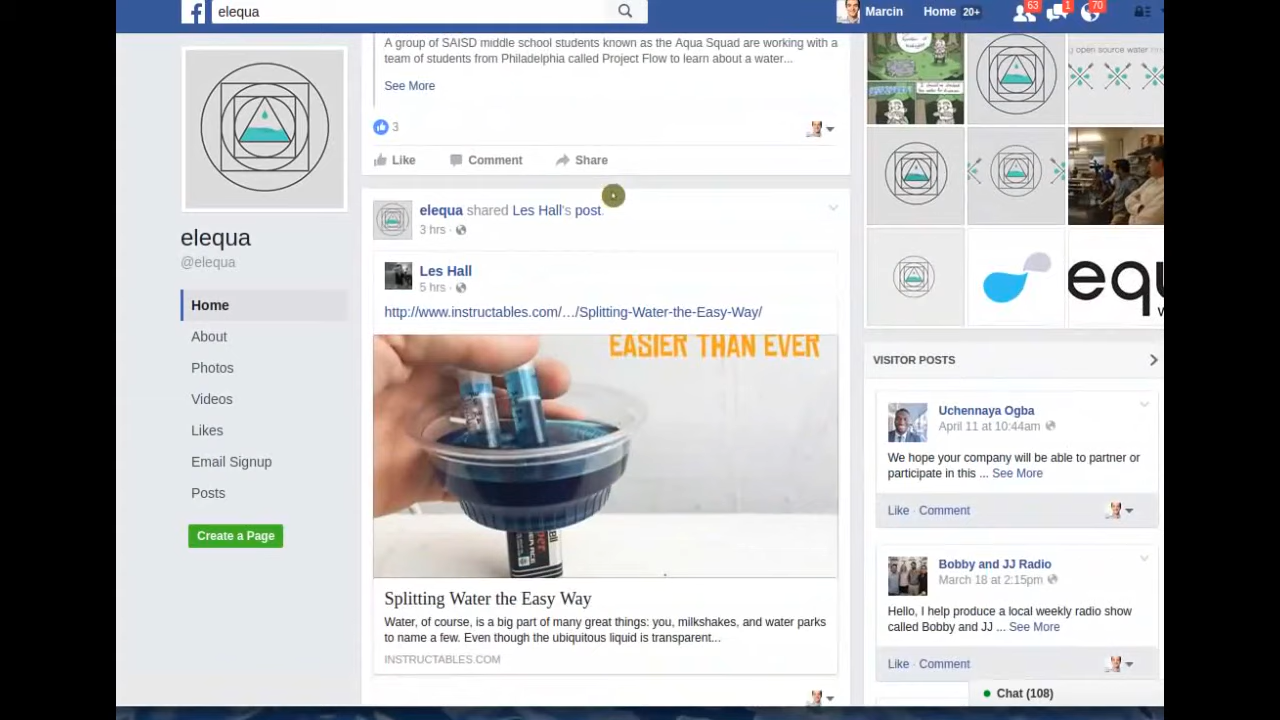 elequa
Marcin
Home 20+
63
1
70
A group of SAISD middle school students known as the Aqua Squad are working with a
team of students from Philadelphia called Project Flow to learn about a water...
See More
3
Like Comment Share
elequa
@elequa
Home
About
Photos
Videos
Likes
Email Signup
Posts
Create a Page
elequa shared Les Hall's post.
3 hrs ·
Les Hall
5 hrs ·
http://www.instructables.com/…/Splitting-Water-the-Easy-Way/
EASIER THAN EVER
Splitting Water the Easy Way
Water, of course, is a big part of many great things: you, milkshakes, and water parks
to name a few. Even though the ubiquitous liquid is transparent...
INSTRUCTABLES.COM
open source water
equ
VISITOR POSTS
Uchennaya Ogba
April 11 at 10:44am
We hope your company will be able to partner or
participate in this ... See More
Like · Comment
Bobby and JJ Radio
March 18 at 2:15pm
Hello, I help produce a local weekly radio show
called Bobby and JJ ... See More
Like · Comment
Chat (108)